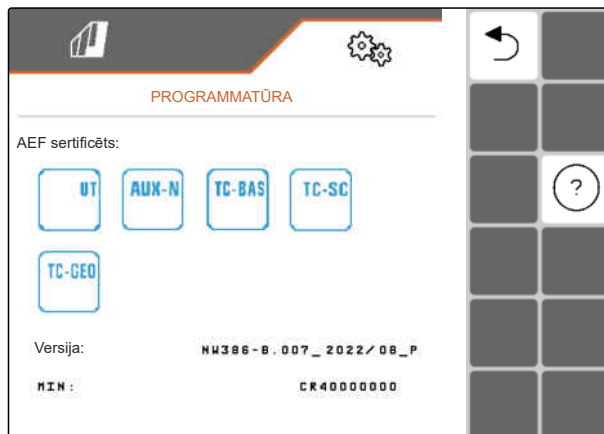 PROGRAMMATŪRA
AEF sertificēts:
UT AUX-N TC-BAS TC-SC
TC-GEO
Versija: NW386-B.007_2022/08_P
MIN: CR40000000
?